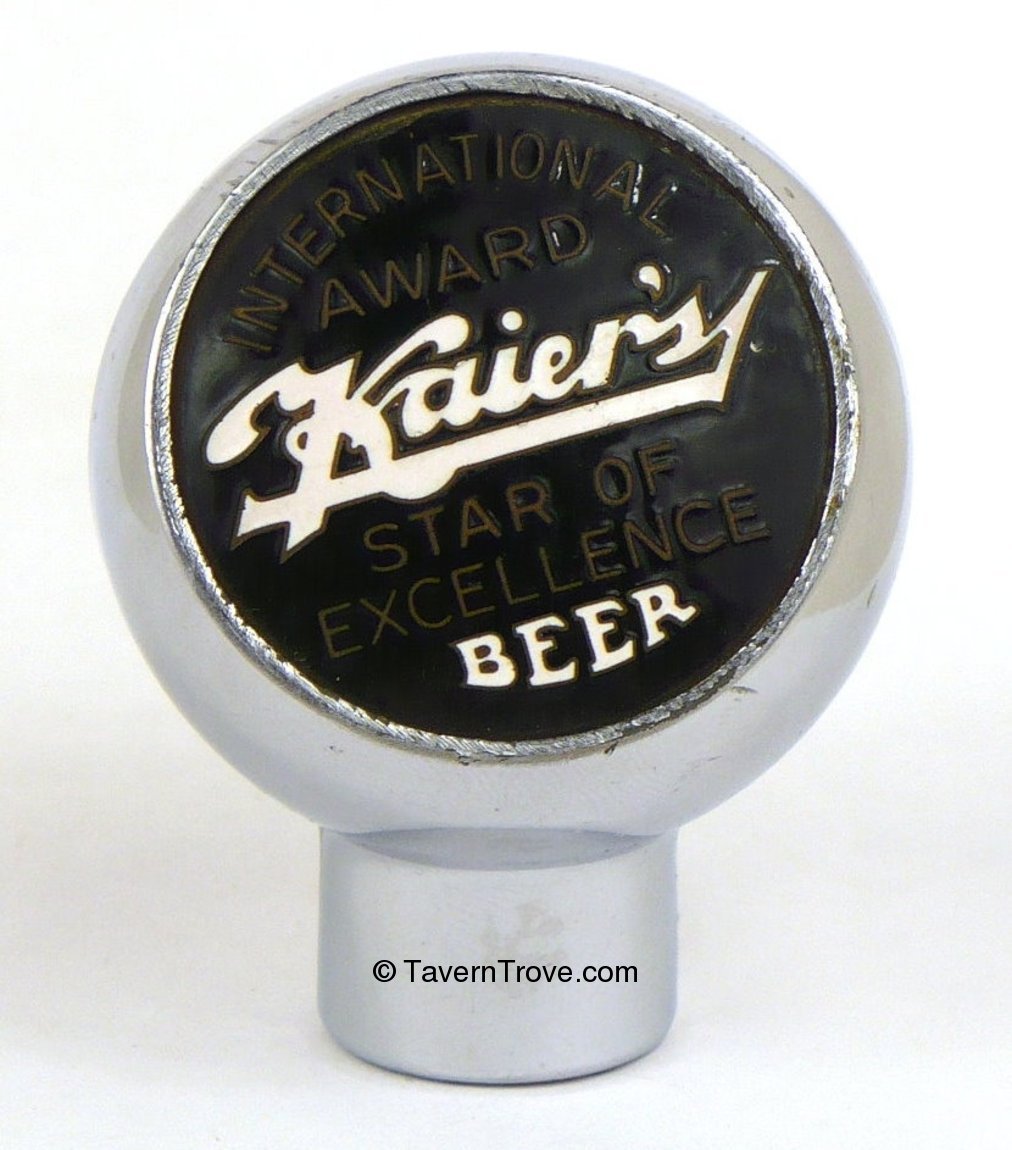 INTERNATIONAL
AWARD
Kaier's
STAR OF
EXCELLENCE
BEER
© TavernTrove.com